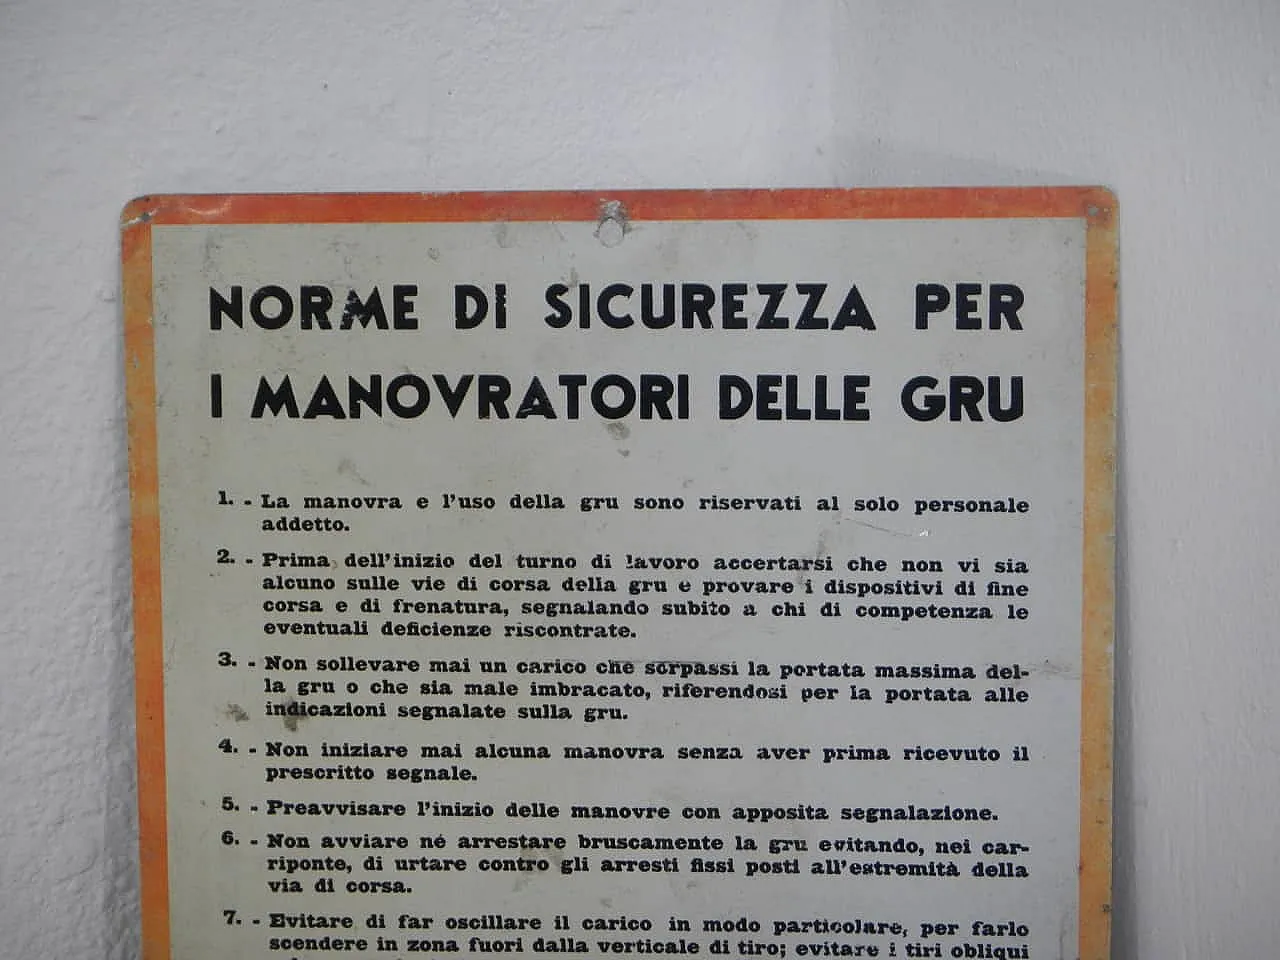 NORME DI SICUREZZA PER
I MANOVRATORI DELLE GRU
1. - La manovra e l'uso della gru sono riservati al solo personale
addetto.
2. - Prima dell'inizio del turno di lavoro accertarsi che non vi sia
alcuno sulle vie di corsa della gru e provare i dispositivi di fine
corsa e di frenatura, segnalando subito a chi di competenza le
eventuali deficienze riscontrate.
3. - Non sollevare mai un carico che sorpassi la portata massima del-
la gru o che sia male imbracato, riferendosi per la portata alle
indicazioni segnalate sulla gru.
4. - Non iniziare mai alcuna manovra senza aver prima ricevuto il
prescritto segnale.
5. - Preavvisare l'inizio delle manovre con apposita segnalazione.
6. - Non avviare né arrestare bruscamente la gru evitando, nei car-
riponte, di urtare contro gli arresti fissi posti all'estremità della
via di corsa.
7. - Evitare di far oscillare il carico in modo particolare, per farlo
scendere in zona fuori dalla verticale di tiro; evitare i tiri obliqui